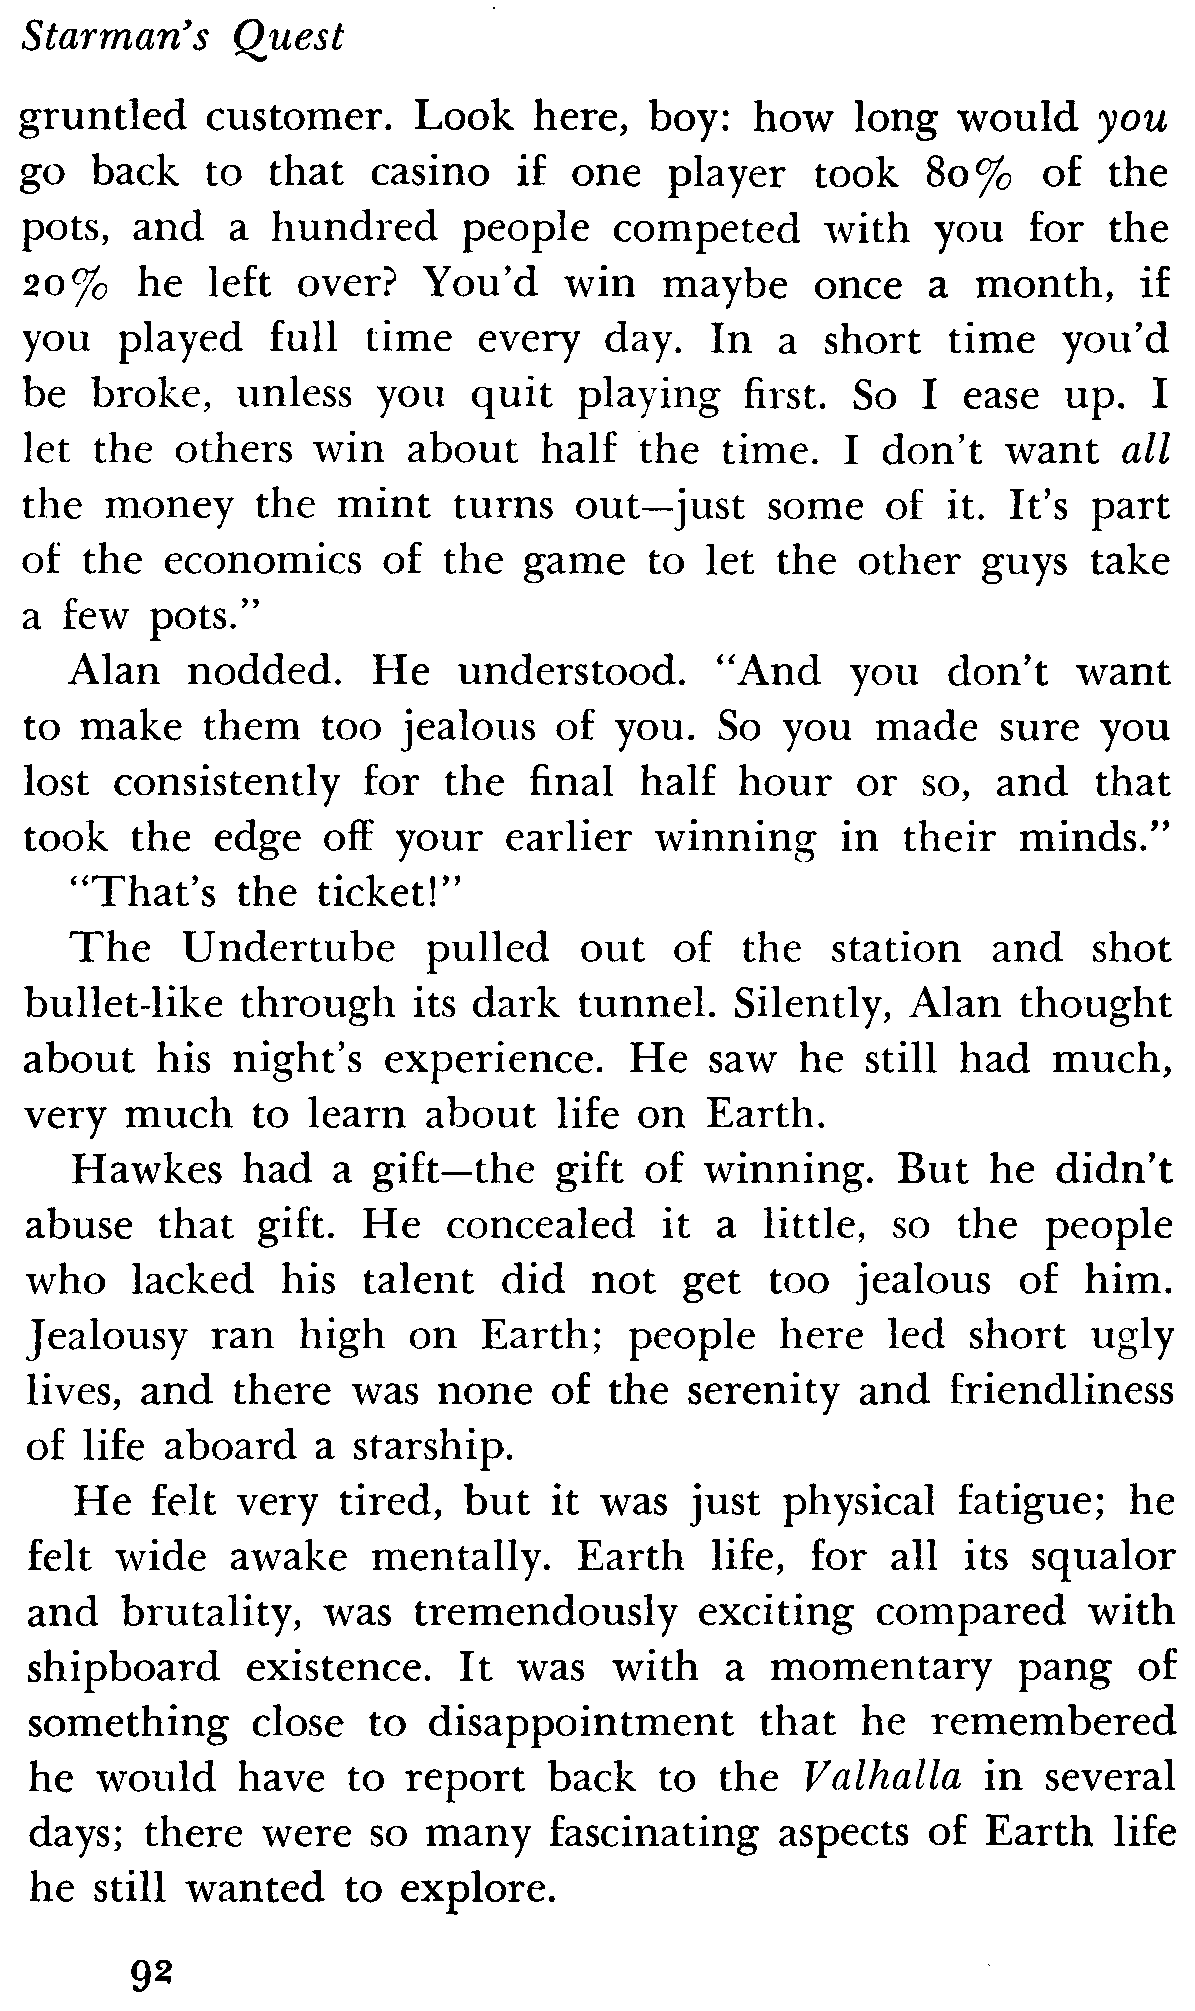 Starman's Quest
gruntled customer. Look here, boy: how long would you
go back to that casino if one player took 80% of the
pots, and a hundred people competed with you for the
20% he left over? You'd win maybe once a month, if
you played full time every day. In a short time you'd
be broke, unless you quit playing first. So I ease up. I
let the others win about half the time. I don't want all
the money the mint turns out—just some of it. It's part
of the economics of the game to let the other guys take
a few pots."
Alan nodded. He understood. "And you don't want
to make them too jealous of you. So you made sure you
lost consistently for the final half hour or so, and that
took the edge off your earlier winning in their minds."
"That's the ticket!"
The Undertube pulled out of the station and shot
bullet-like through its dark tunnel. Silently, Alan thought
about his night's experience. He saw he still had much,
very much to learn about life on Earth.
Hawkes had a gift—the gift of winning. But he didn't
abuse that gift. He concealed it a little, so the people
who lacked his talent did not get too jealous of him.
Jealousy ran high on Earth; people here led short ugly
lives, and there was none of the serenity and friendliness
of life aboard a starship.
He felt very tired, but it was just physical fatigue; he
felt wide awake mentally. Earth life, for all its squalor
and brutality, was tremendously exciting compared with
shipboard existence. It was with a momentary pang of
something close to disappointment that he remembered
he would have to report back to the Valhalla in several
days; there were so many fascinating aspects of Earth life
he still wanted to explore.
92